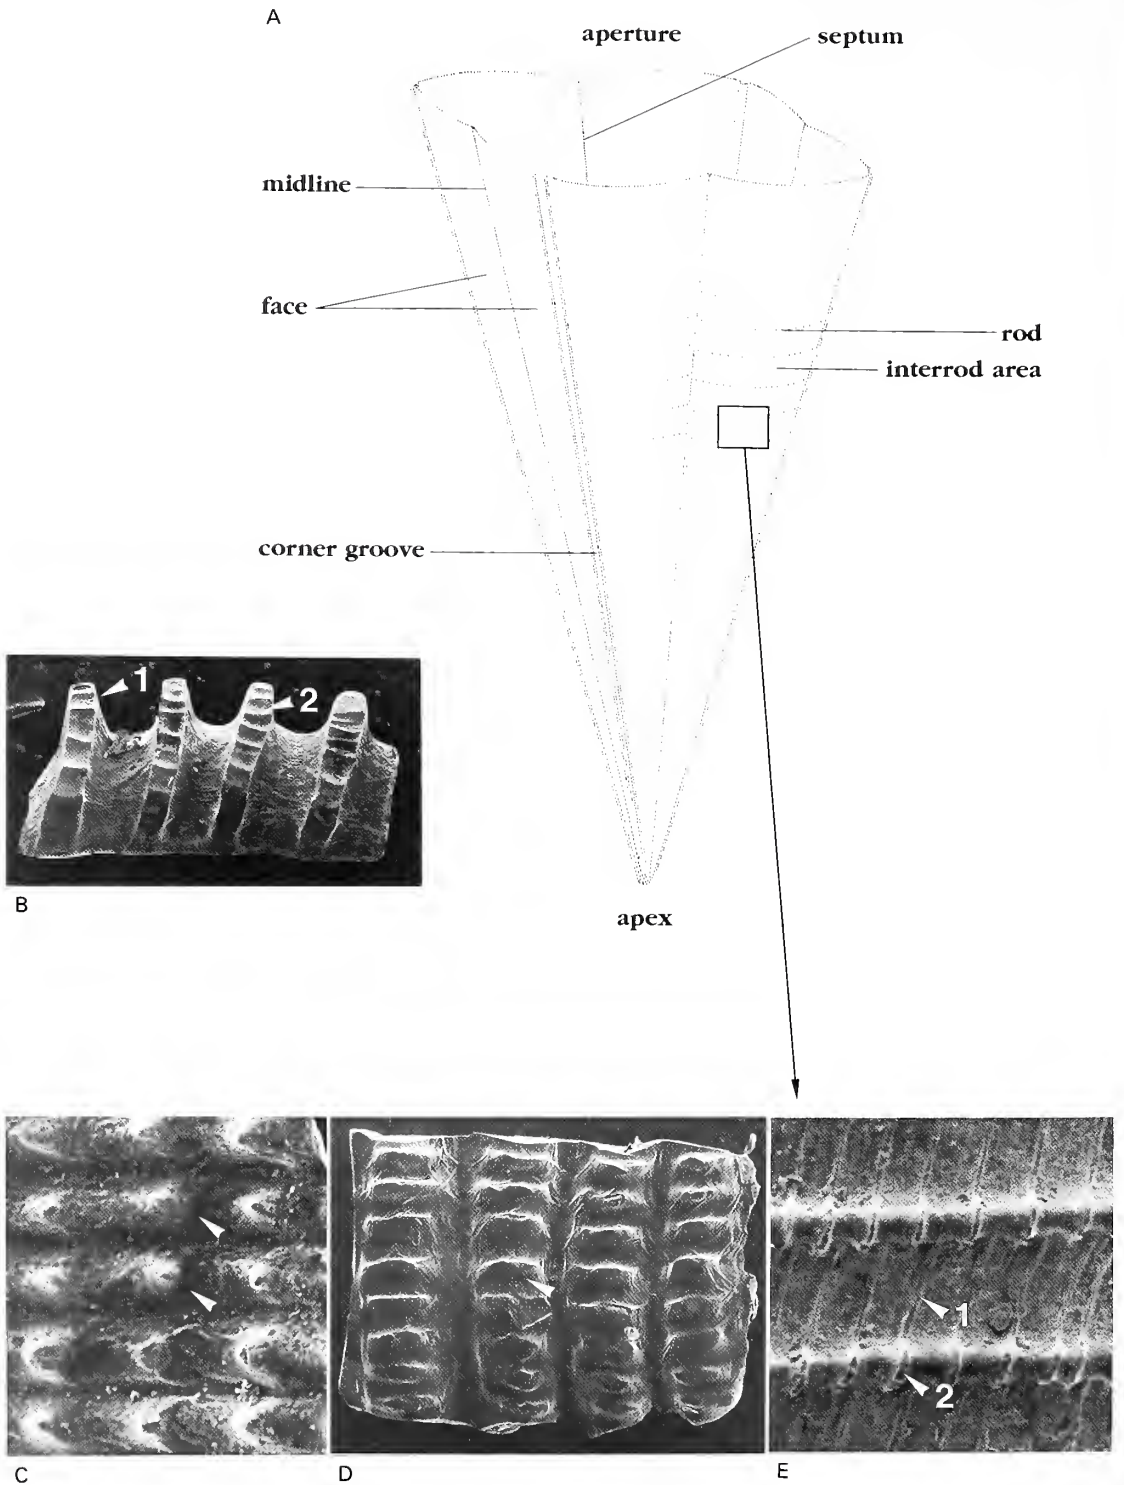 A
aperture
septum
midline
face
rod
interrod area
corner groove
1
2
B
apex
1
2
C
D
E